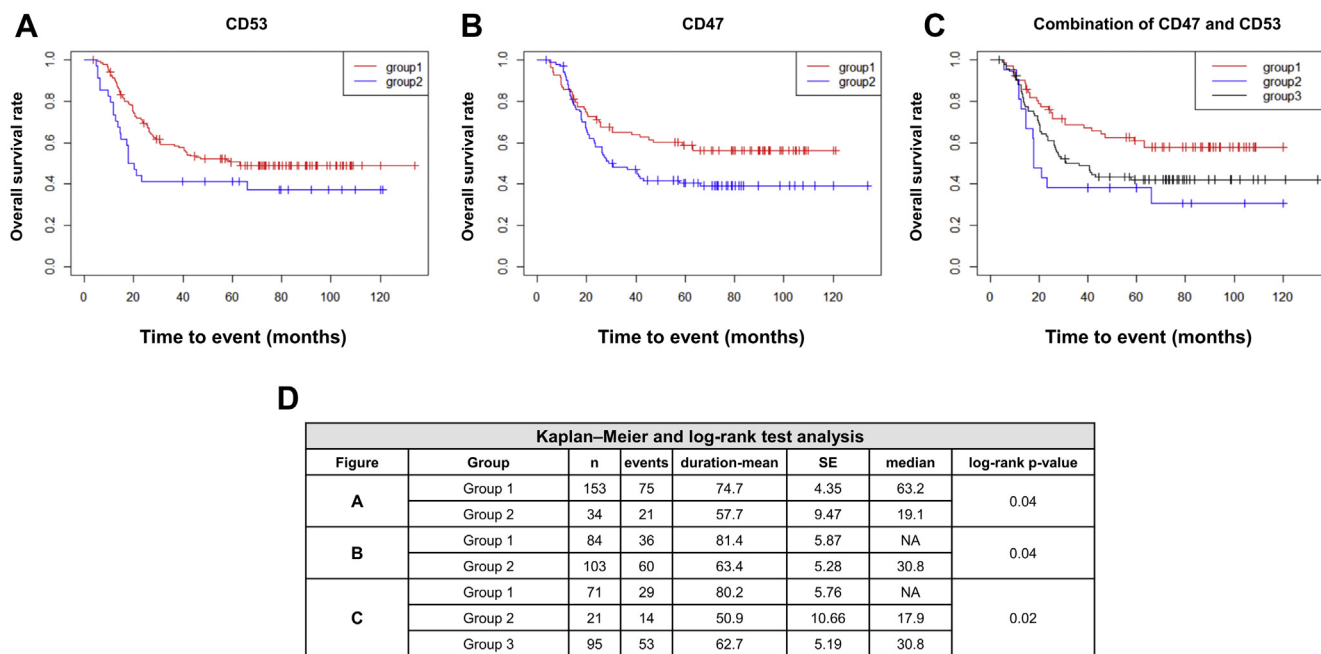 A
CD53
Overall survival rate
1.0
0.8
0.6
0.4
0.2
0.0
group1
group2
0 20 40 60 80 100 120
Time to event (months)
B
CD47
Overall survival rate
1.0
0.8
0.6
0.4
0.2
0.0
group1
group2
0 20 40 60 80 100 120
Time to event (months)
C
Combination of CD47 and CD53
Overall survival rate
1.0
0.8
0.6
0.4
0.2
0.0
group1
group2
group3
0 20 40 60 80 100 120
Time to event (months)
D
Kaplan–Meier and log-rank test analysis
Figure Group n events duration-mean SE median log-rank p-value
A Group 1 153 75 74.7 4.35 63.2 0.04
Group 2 34 21 57.7 9.47 19.1
B Group 1 84 36 81.4 5.87 NA 0.04
Group 2 103 60 63.4 5.28 30.8
C Group 1 71 29 80.2 5.76 NA 0.02
Group 2 21 14 50.9 10.66 17.9
Group 3 95 53 62.7 5.19 30.8